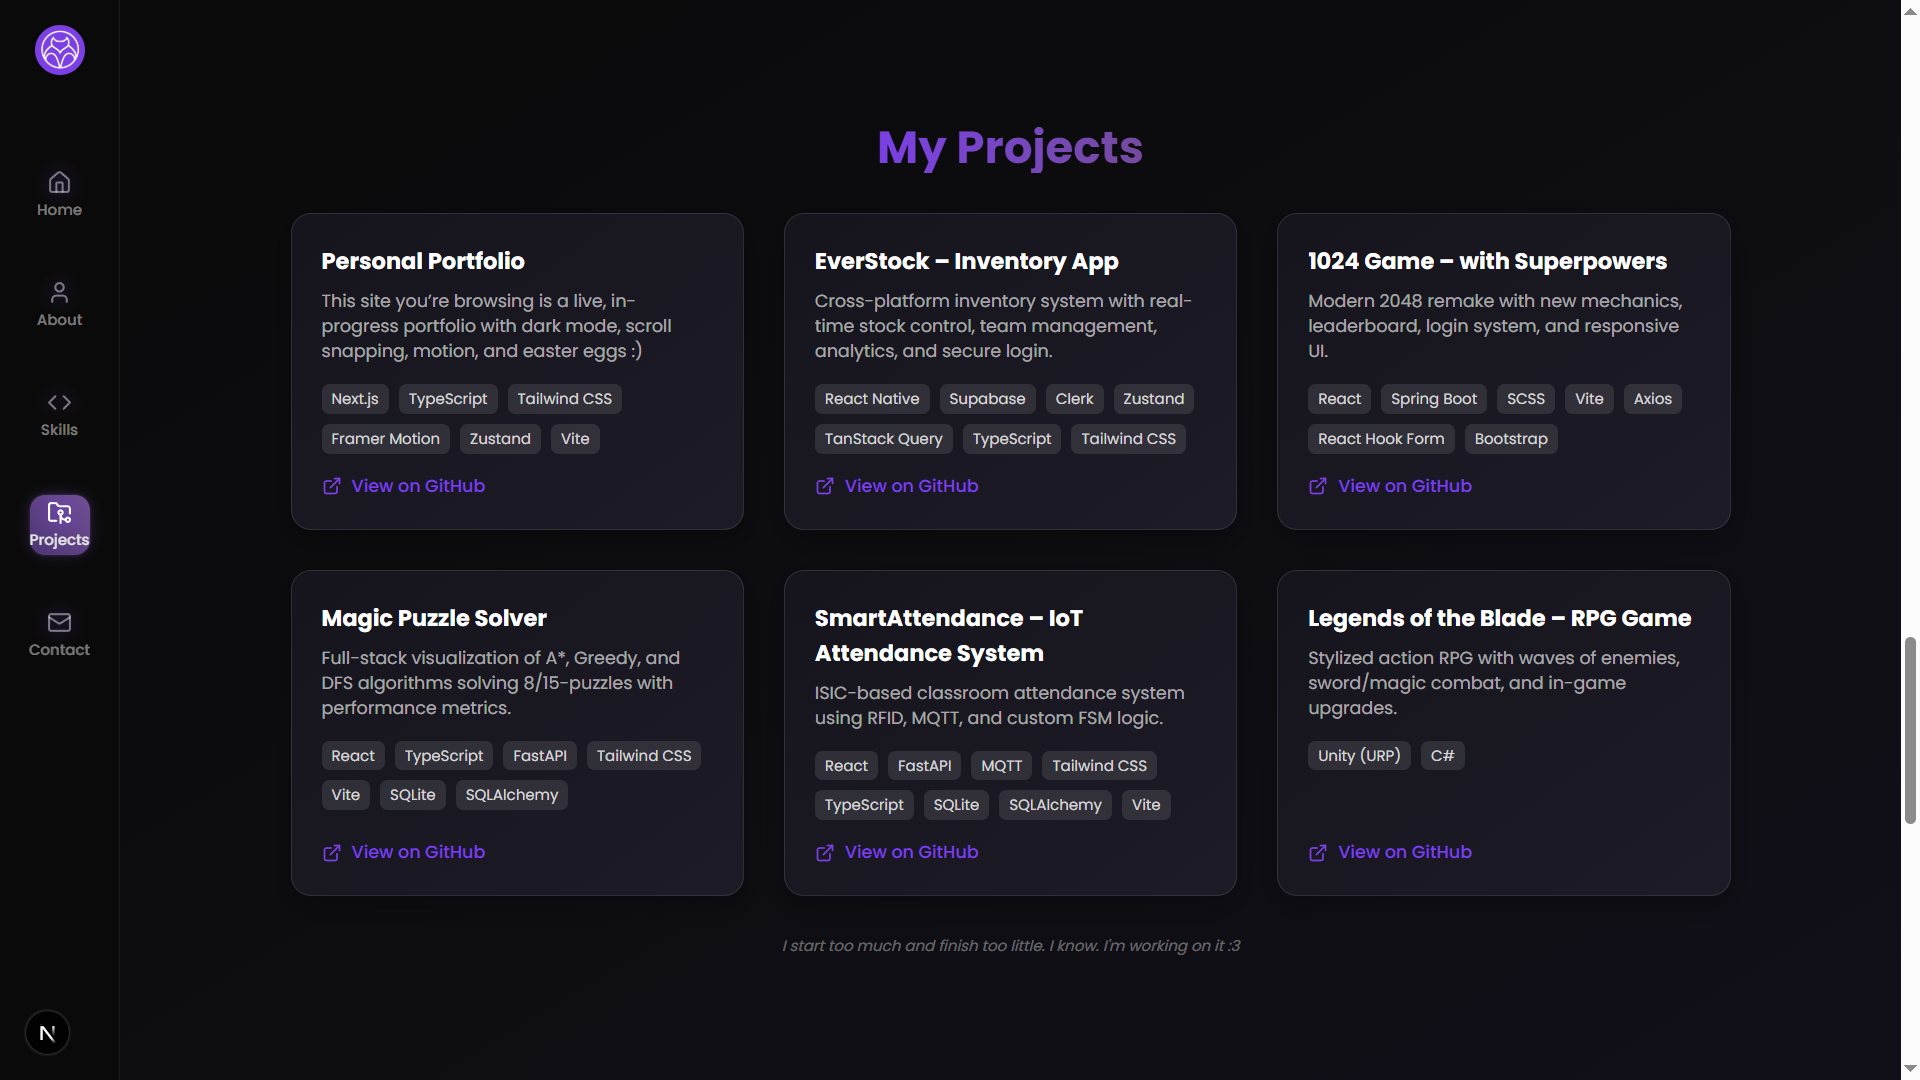 Home
About
Skills
Projects
Contact
My Projects
Personal Portfolio
This site you’re browsing is a live, in-
progress portfolio with dark mode, scroll
snapping, motion, and easter eggs :)
Next.js TypeScript Tailwind CSS
Framer Motion Zustand Vite
View on GitHub
EverStock – Inventory App
Cross-platform inventory system with real-
time stock control, team management,
analytics, and secure login.
React Native Supabase Clerk Zustand
TanStack Query TypeScript Tailwind CSS
View on GitHub
1024 Game – with Superpowers
Modern 2048 remake with new mechanics,
leaderboard, login system, and responsive
UI.
React Spring Boot SCSS Vite Axios
React Hook Form Bootstrap
View on GitHub
Magic Puzzle Solver
Full-stack visualization of A*, Greedy, and
DFS algorithms solving 8/15-puzzles with
performance metrics.
React TypeScript FastAPI Tailwind CSS
Vite SQLite SQLAlchemy
View on GitHub
SmartAttendance – IoT
Attendance System
ISIC-based classroom attendance system
using RFID, MQTT, and custom FSM logic.
React FastAPI MQTT Tailwind CSS
TypeScript SQLite SQLAlchemy Vite
View on GitHub
Legends of the Blade – RPG Game
Stylized action RPG with waves of enemies,
sword/magic combat, and in-game
upgrades.
Unity (URP) C#
View on GitHub
I start too much and finish too little. I know. I'm working on it :3
N